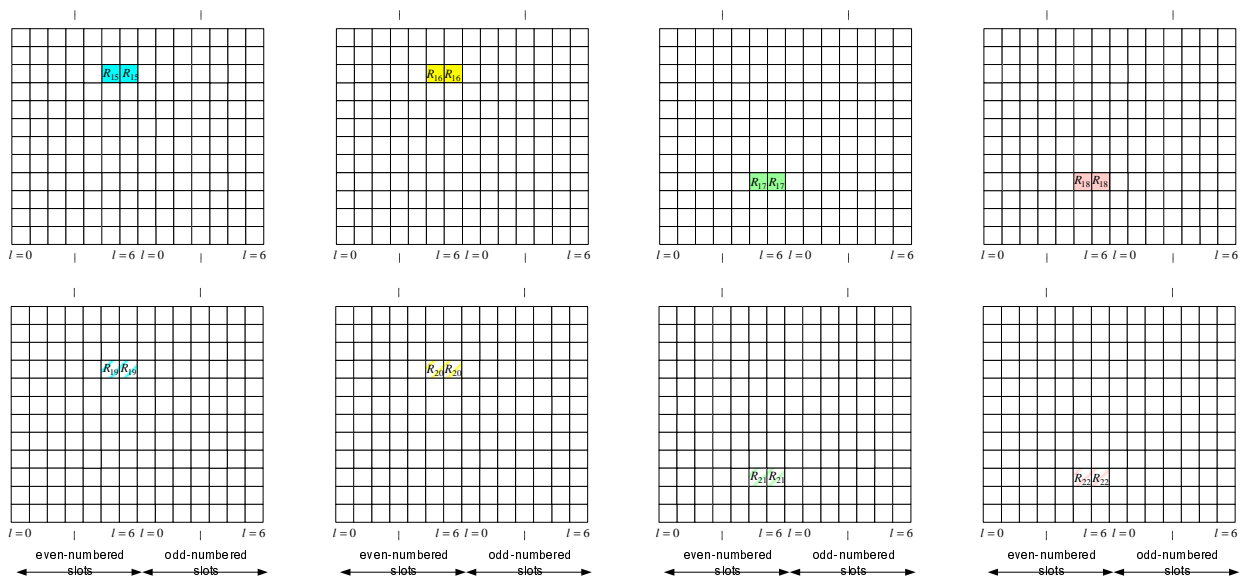 R15 R15 R16 R16
R17 R17 R18 R18
l = 0 l = 6 l = 0 l = 6 l = 0 l = 6 l = 0 l = 6 l = 0 l = 6 l = 0 l = 6 l = 0 l = 6 l = 0 l = 6
R19 R19 R20 R20
R21 R21 R22 R22
l = 0 l = 6 l = 0 l = 6 l = 0 l = 6 l = 0 l = 6 l = 0 l = 6 l = 0 l = 6 l = 0 l = 6 l = 0 l = 6
even-numbered odd-numbered even-numbered odd-numbered even-numbered odd-numbered even-numbered odd-numbered
slots slots slots slots slots slots slots slots